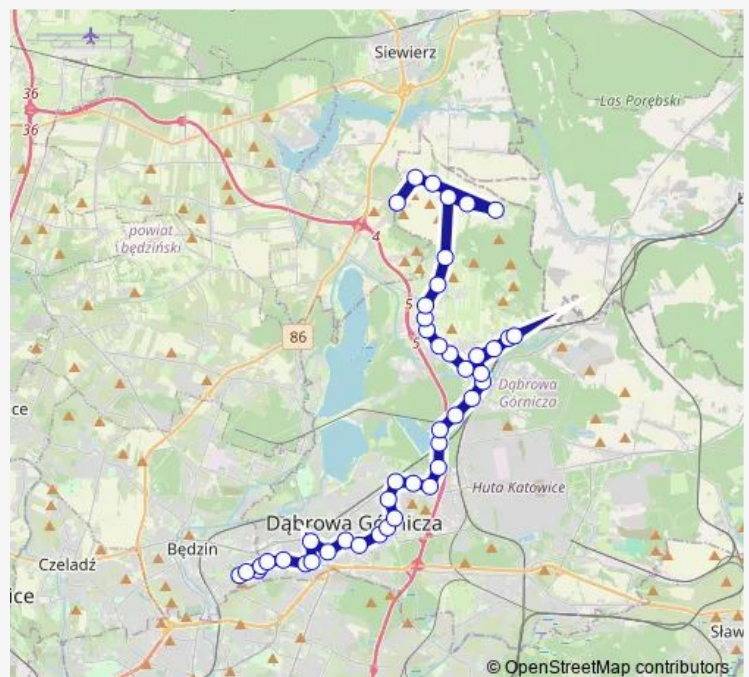 Siewierz
36
36
Las Porębski
powiat
będziński
4
5
86
5
Dąbrowa
Górnicza
ce
Huta Katowice
Dąbrowa Górnicza
Będzin
Czeladź
ice
Sław
© OpenStreetMap contributors